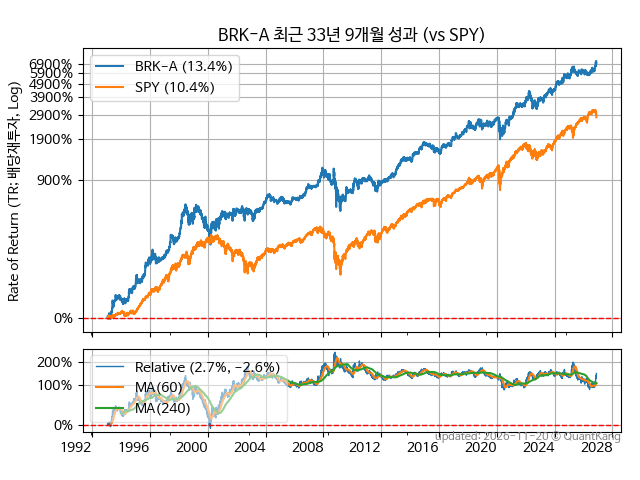 BRK-A 최근 33년 9개월 성과 (vs SPY)
Rate of Return (TR; 배당재투자, Log)
6900%
5900%
4900%
3900%
2900%
1900%
900%
0%
BRK-A (13.4%)
SPY (10.4%)
200%
100%
0%
Relative (2.7%, -2.6%)
MA(60)
MA(240)
1992 1996 2000 2004 2008 2012 2016 2020 2024 2028
Updated: 2026-11-20 © QuantKang